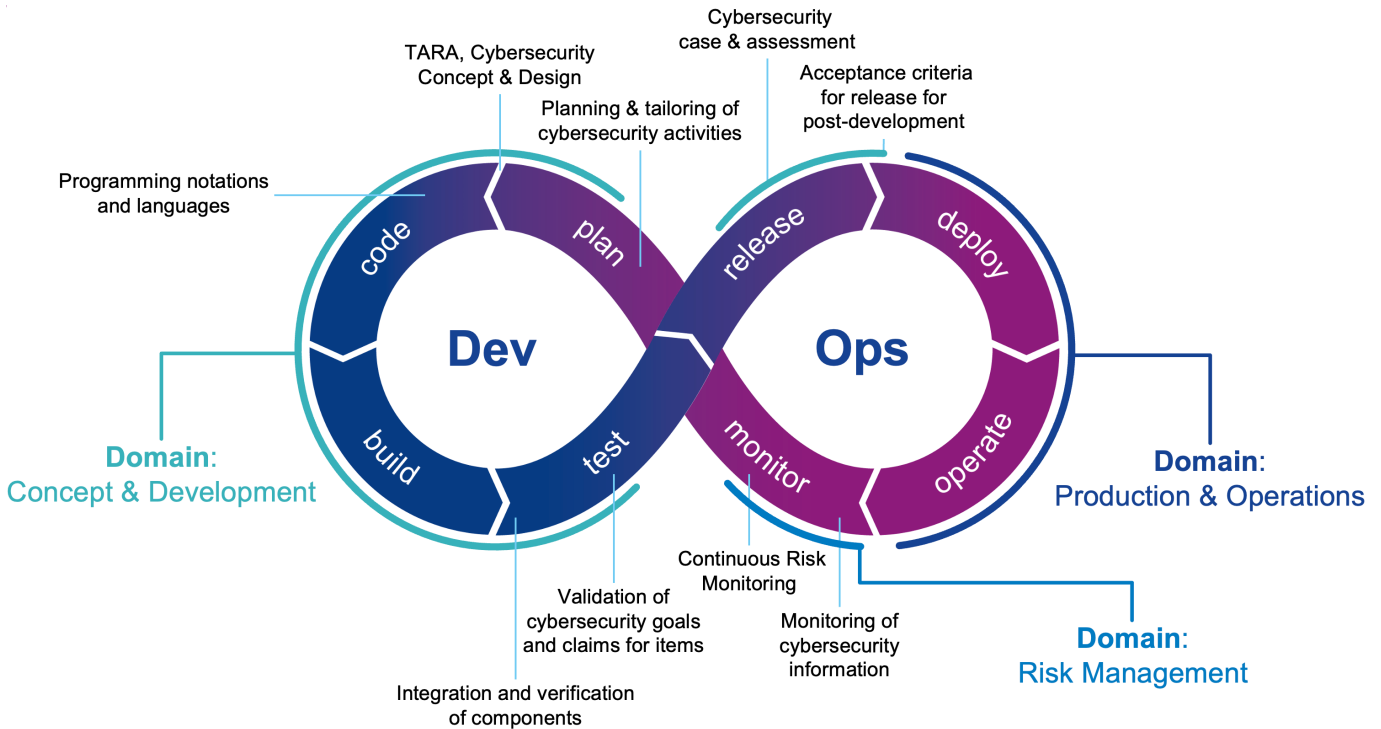 Cybersecurity
case & assessment
TARA, Cybersecurity
Concept & Design
Acceptance criteria
for release for
post-development
Planning & tailoring of
cybersecurity activities
Programming notations
and languages
code
plan
release
deploy
Dev
Ops
build
test
monitor
operate
Domain:
Concept & Development
Domain:
Production & Operations
Continuous Risk
Monitoring
Validation of
cybersecurity goals
and claims for items
Monitoring of
cybersecurity
information
Domain:
Risk Management
Integration and verification
of components